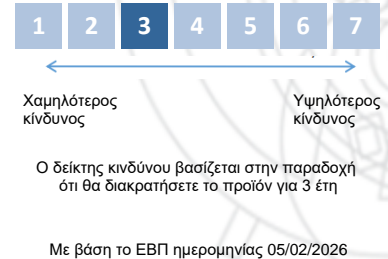 1 2 3 4 5 6 7
Χαμηλότερος Υψηλότερος
κίνδυνος κίνδυνος
Ο δείκτης κινδύνου βασίζεται στην παραδοχή
ότι θα διακρατήσετε το προϊόν για 3 έτη
Με βάση το ΕΒΠ ημερομηνίας 05/02/2026